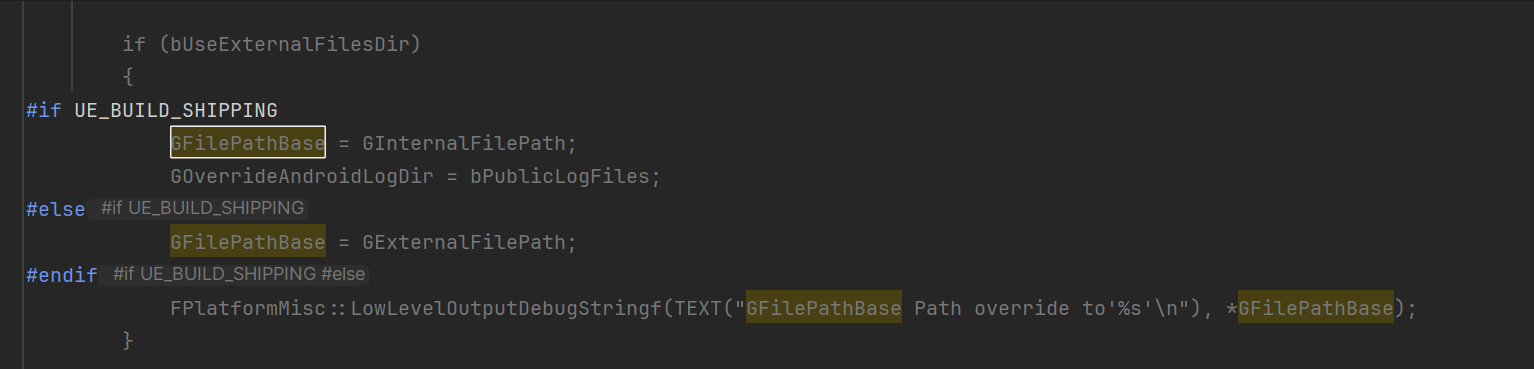 if (bUseExternalFilesDir)
{
#if UE_BUILD_SHIPPING
GFilePathBase = GInternalFilePath;
GOverrideAndroidLogDir = bPublicLogFiles;
#else #if UE_BUILD_SHIPPING
GFilePathBase = GExternalFilePath;
#endif #if UE_BUILD_SHIPPING #else
FPlatformMisc::LowLevelOutputDebugStringf(TEXT("GFilePathBase Path override to'%s'\n"), *GFilePathBase);
}